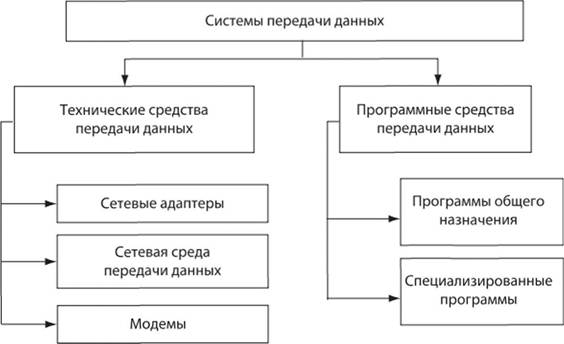 Системы передачи данных
Технические средства
передачи данных
Программные средства
передачи данных
Сетевые адаптеры
Сетевая среда
передачи данных
Модемы
Программы общего
назначения
Специализированные
программы